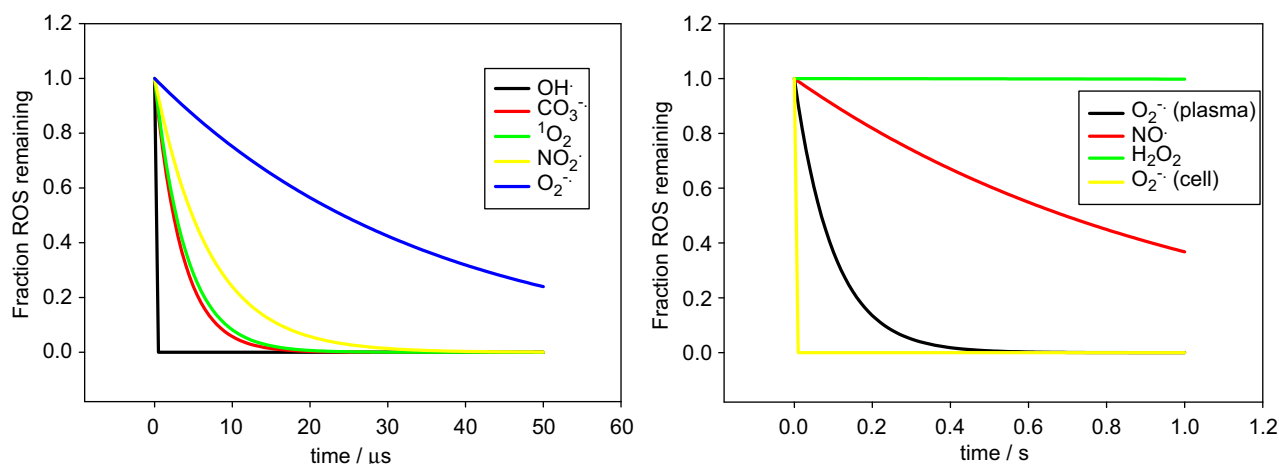 1.2
1.0
0.8
0.6
0.4
0.2
0.0
Fraction ROS remaining
OH·
CO₃⁻·
¹O₂
NO₂·
O₂⁻·
0 10 20 30 40 50 60
time / μs
1.2
1.0
0.8
0.6
0.4
0.2
0.0
Fraction ROS remaining
O₂⁻· (plasma)
NO·
H₂O₂
O₂⁻· (cell)
0.0 0.2 0.4 0.6 0.8 1.0 1.2
time / s